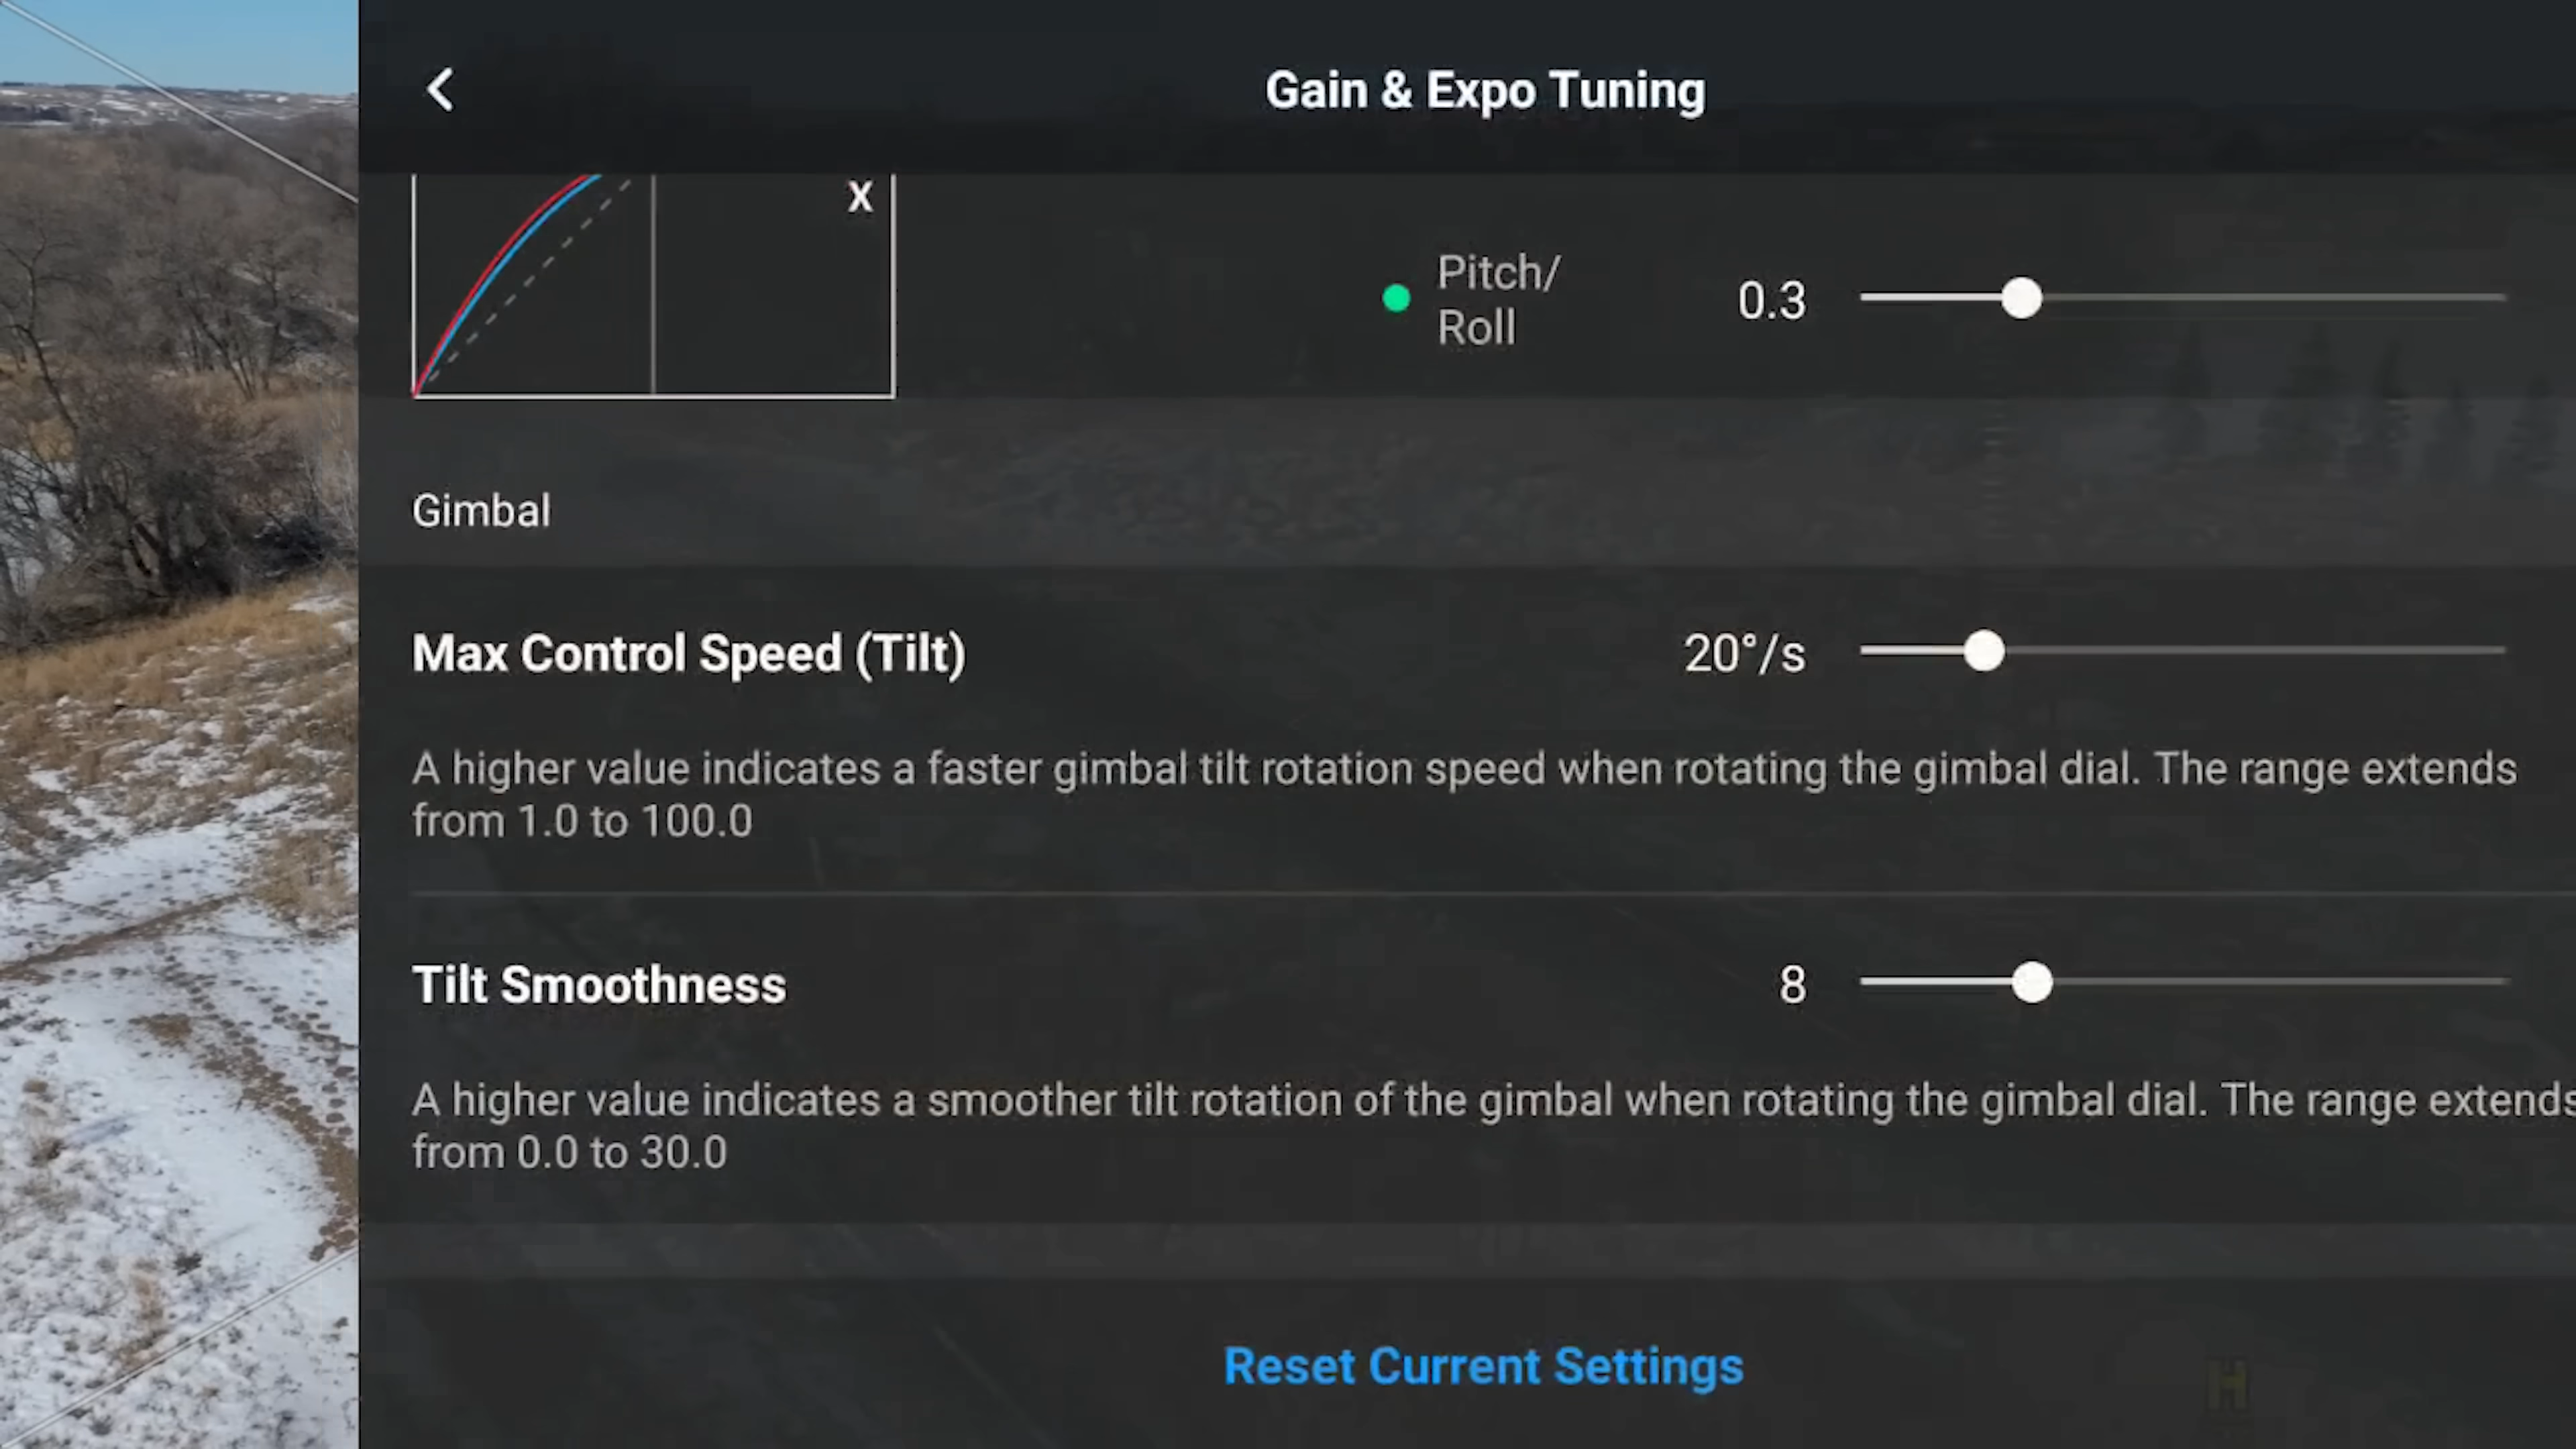 Gain & Expo Tuning
X
Pitch/
Roll
0.3
Gimbal
Max Control Speed (Tilt)
20°/s
A higher value indicates a faster gimbal tilt rotation speed when rotating the gimbal dial. The range extends
from 1.0 to 100.0
Tilt Smoothness
8
A higher value indicates a smoother tilt rotation of the gimbal when rotating the gimbal dial. The range extends
from 0.0 to 30.0
Reset Current Settings
H